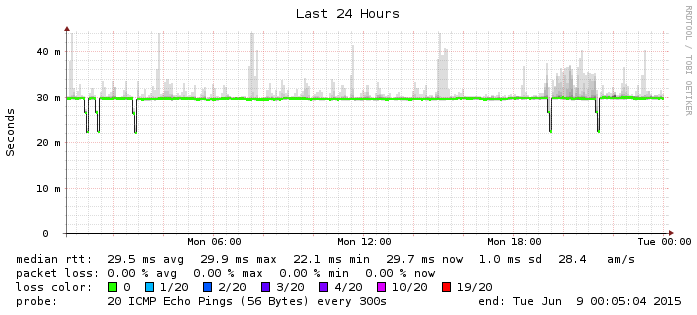 Last 24 Hours
RRDTOOL / TOBI OETIKER
Seconds
40 m
30 m
20 m
10 m
0
Mon 06:00 Mon 12:00 Mon 18:00 Tue 00:00
median rtt: 29.5 ms avg 29.9 ms max 22.1 ms min 29.7 ms now 1.0 ms sd 28.4 am/s
packet loss: 0.00 % avg 0.00 % max 0.00 % min 0.00 % now
loss color: 0 1/20 2/20 3/20 4/20 10/20 19/20
probe: 20 ICMP Echo Pings (56 Bytes) every 300s end: Tue Jun 9 00:05:04 2015